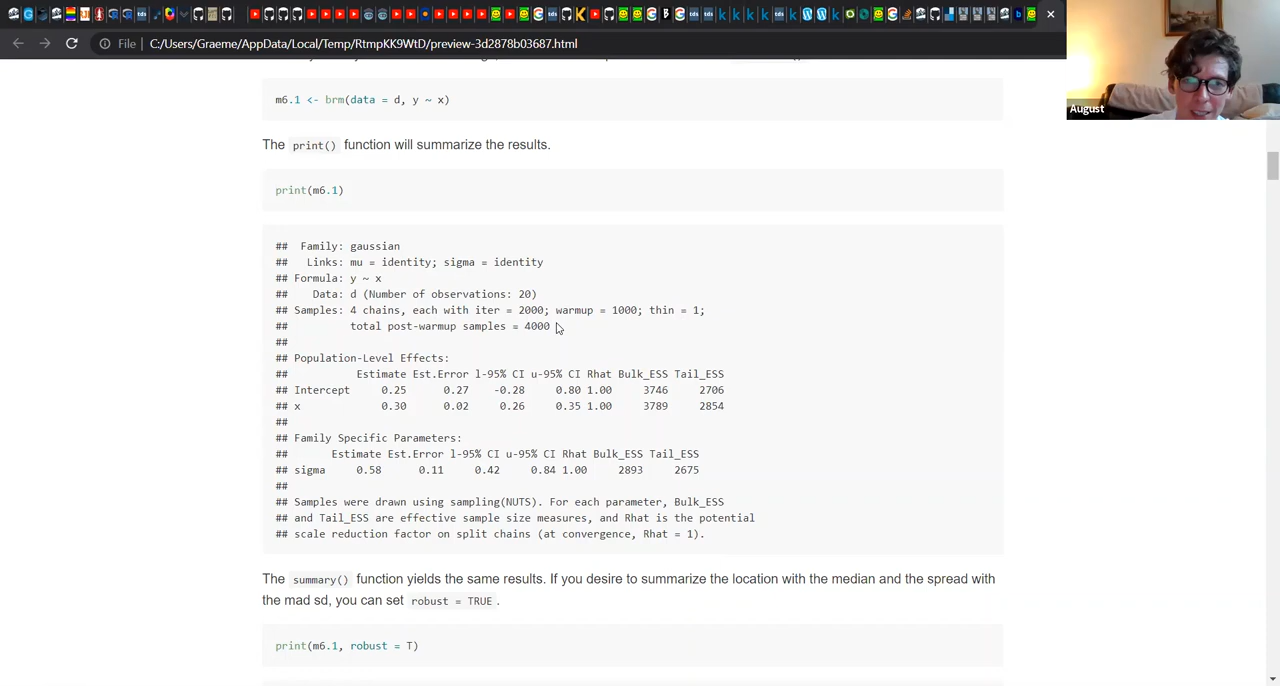 File C:/Users/Graeme/AppData/Local/Temp/RtmpKK9WtD/preview-3d2878b03687.html
August
m6.1 <- brm(data = d, y ~ x)
The print() function will summarize the results.
print(m6.1)
## Family: gaussian
## Links: mu = identity; sigma = identity
## Formula: y ~ x
## Data: d (Number of observations: 20)
## Samples: 4 chains, each with iter = 2000; warmup = 1000; thin = 1;
## total post-warmup samples = 4000
##
## Population-Level Effects:
## Estimate Est.Error l-95% CI u-95% CI Rhat Bulk_ESS Tail_ESS
## Intercept 0.25 0.27 -0.28 0.80 1.00 3746 2706
## x 0.30 0.02 0.26 0.35 1.00 3789 2854
##
## Family Specific Parameters:
## Estimate Est.Error l-95% CI u-95% CI Rhat Bulk_ESS Tail_ESS
## sigma 0.58 0.11 0.42 0.84 1.00 2893 2675
##
## Samples were drawn using sampling(NUTS). For each parameter, Bulk_ESS
## and Tail_ESS are effective sample size measures, and Rhat is the potential
## scale reduction factor on split chains (at convergence, Rhat = 1).
The summary() function yields the same results. If you desire to summarize the location with the median and the spread with
the mad sd, you can set robust = TRUE .
print(m6.1, robust = T)